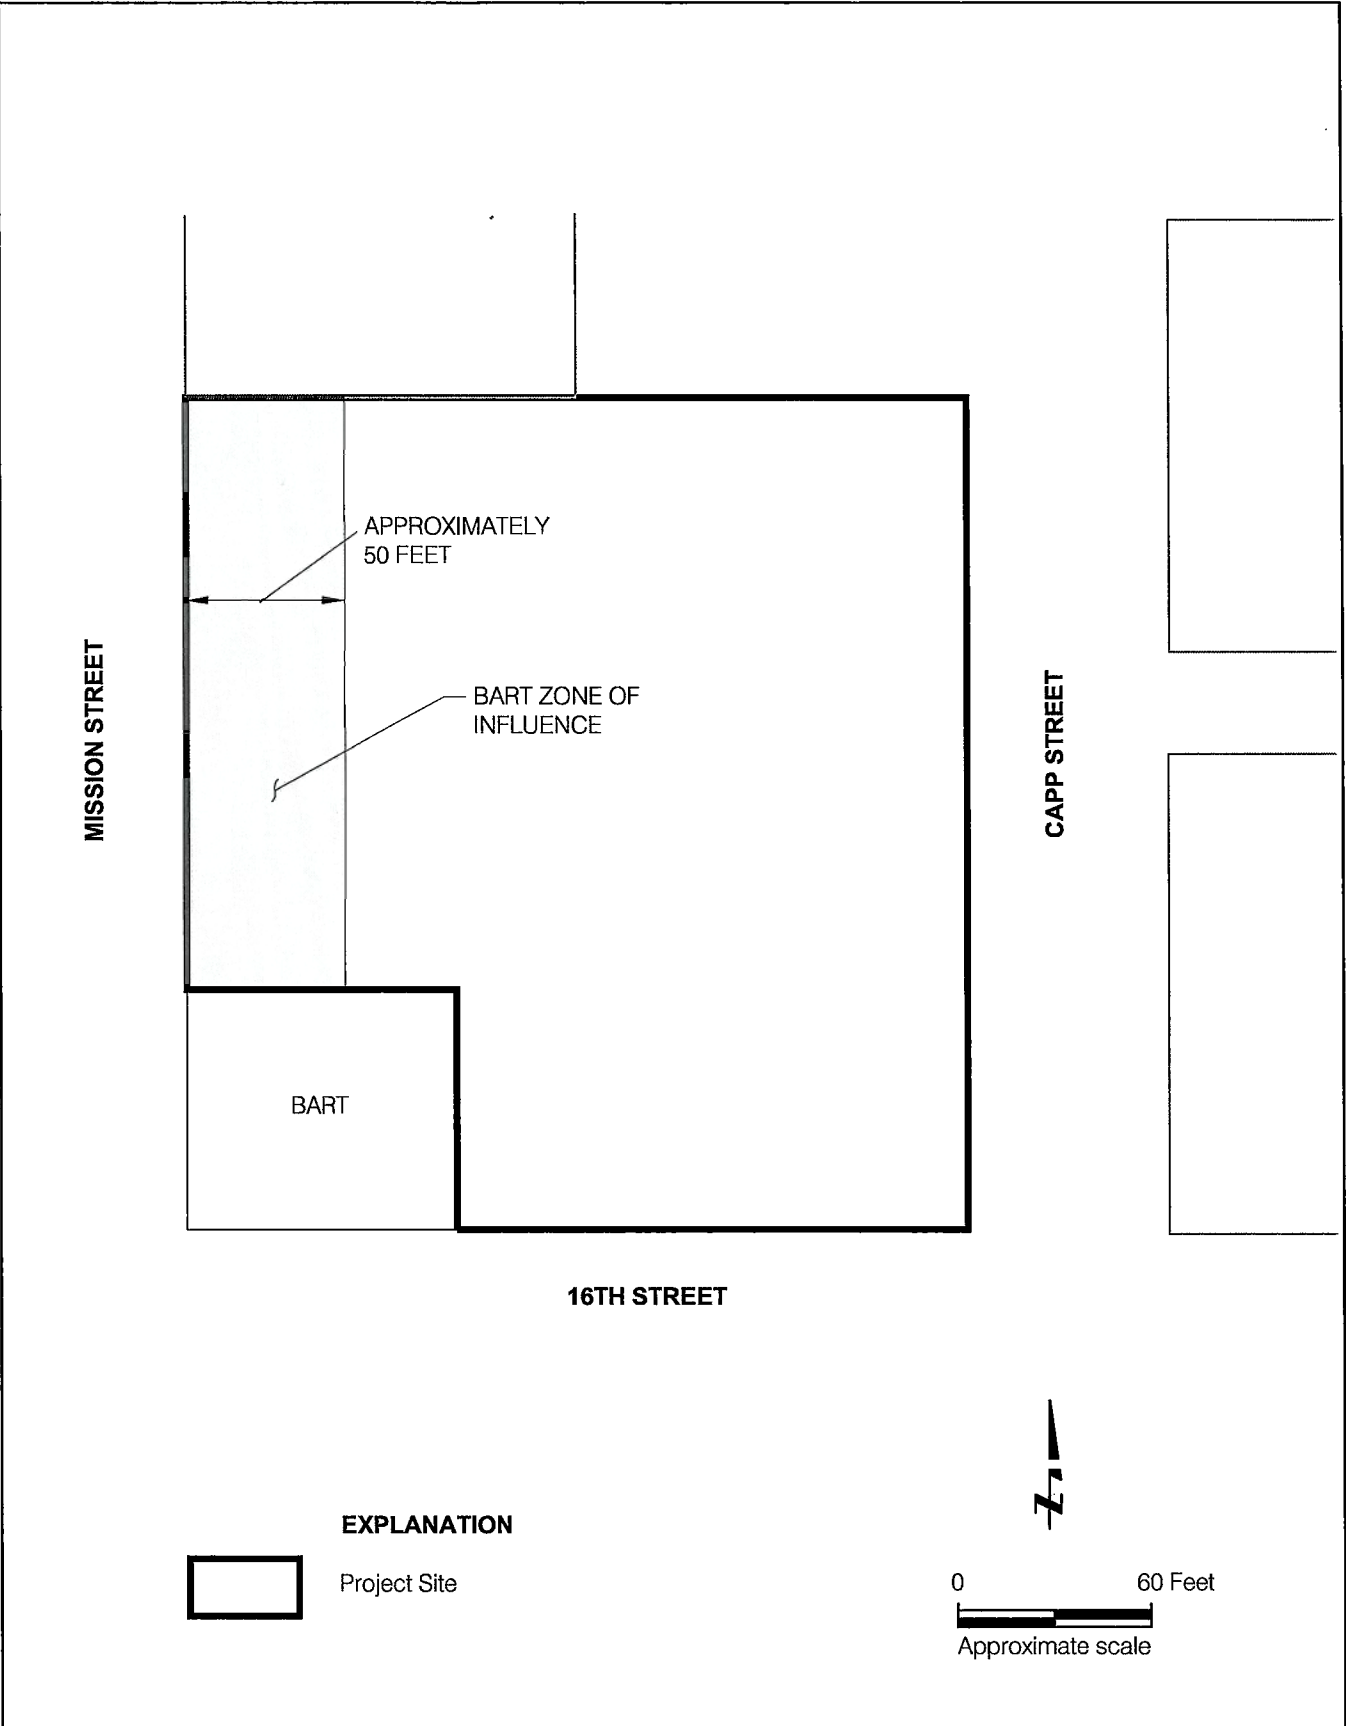 APPROXIMATELY
50 FEET
MISSION STREET
BART ZONE OF
INFLUENCE
CAPP STREET
BART
16TH STREET
Z
EXPLANATION
Project Site
0 60 Feet
Approximate scale